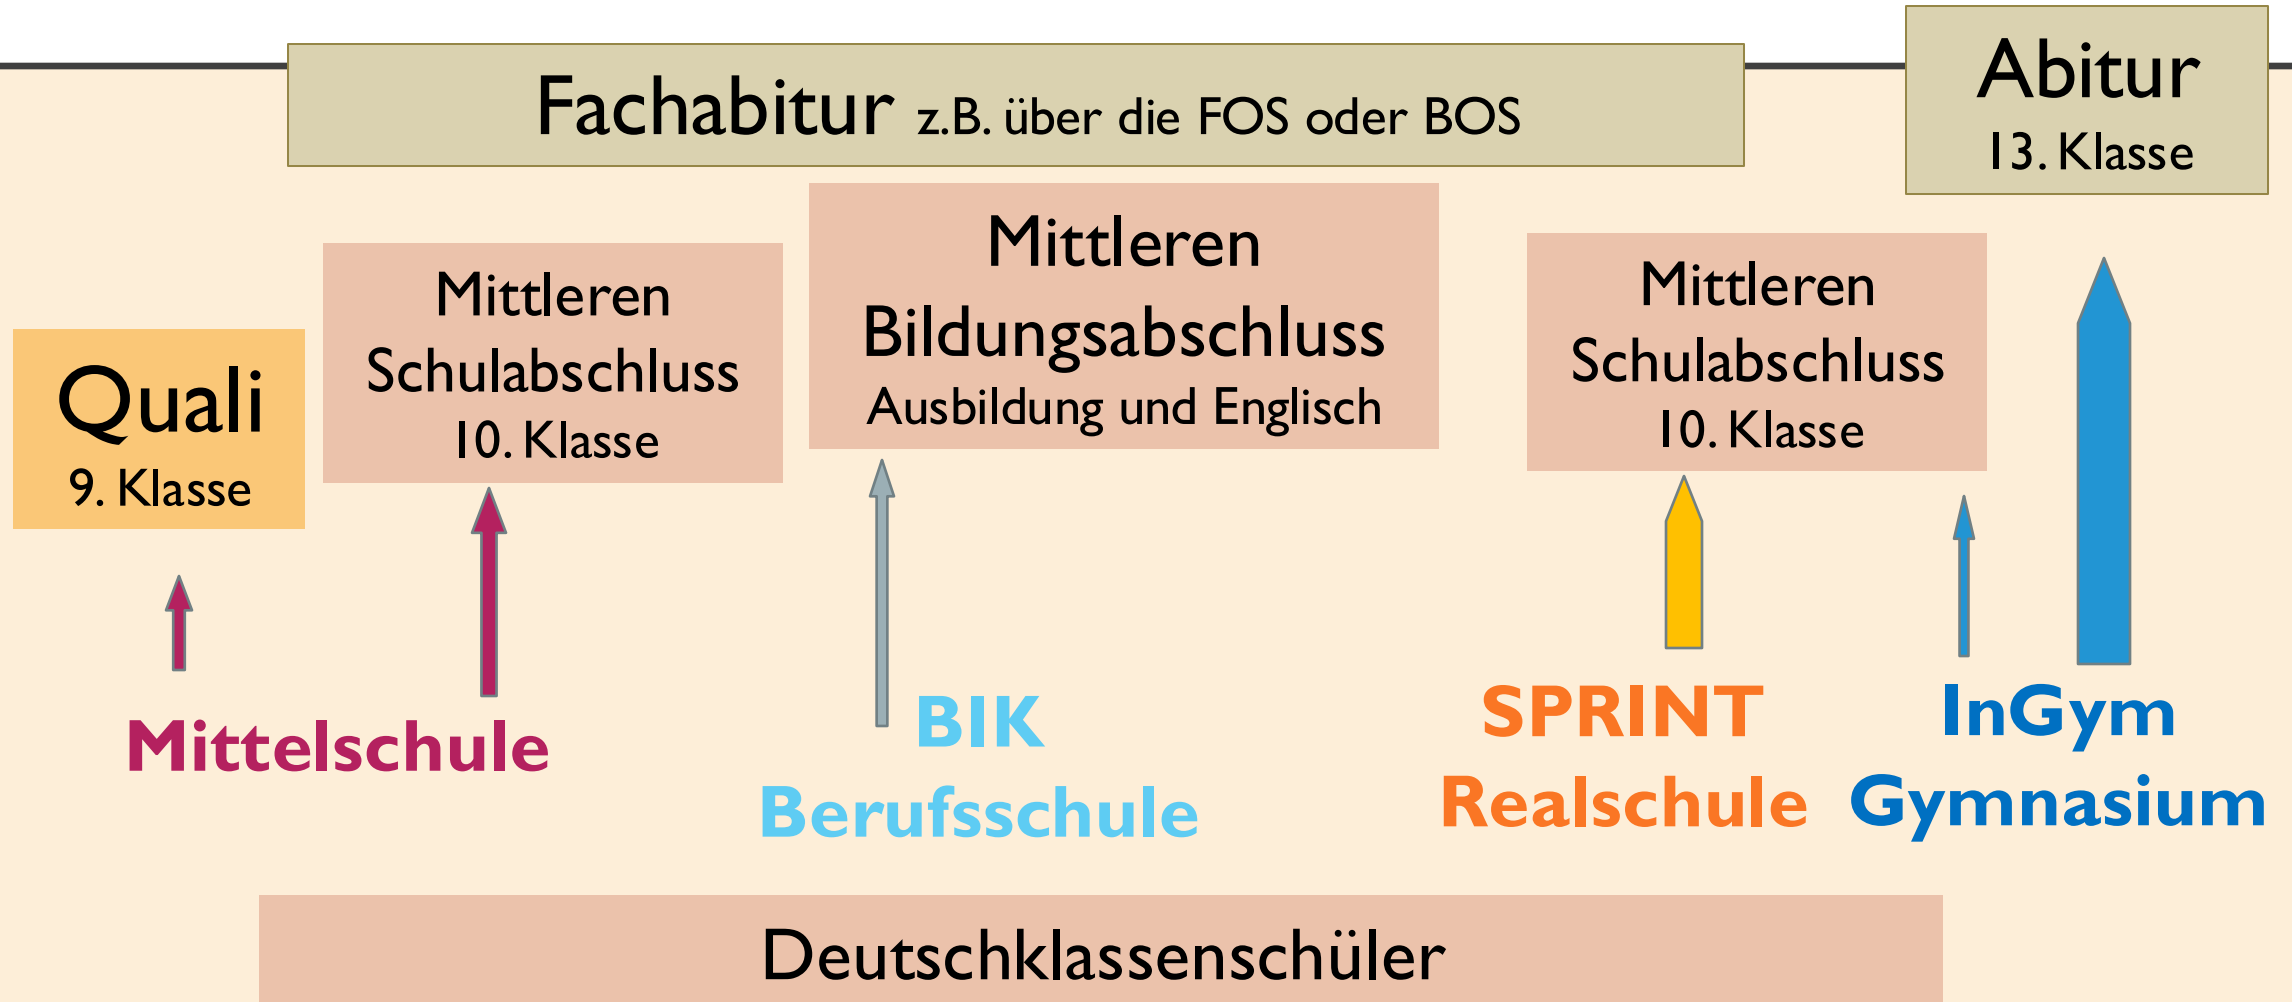 Fachabitur z.B. über die FOS oder BOS
Abitur
13. Klasse
Quali
9. Klasse
Mittleren
Schulabschluss
10. Klasse
Mittleren
Bildungsabschluss
Ausbildung und Englisch
Mittleren
Schulabschluss
10. Klasse
Mittelschule
BIK
Berufsschule
SPRINT
Realschule
InGym
Gymnasium
Deutschklassenschüler